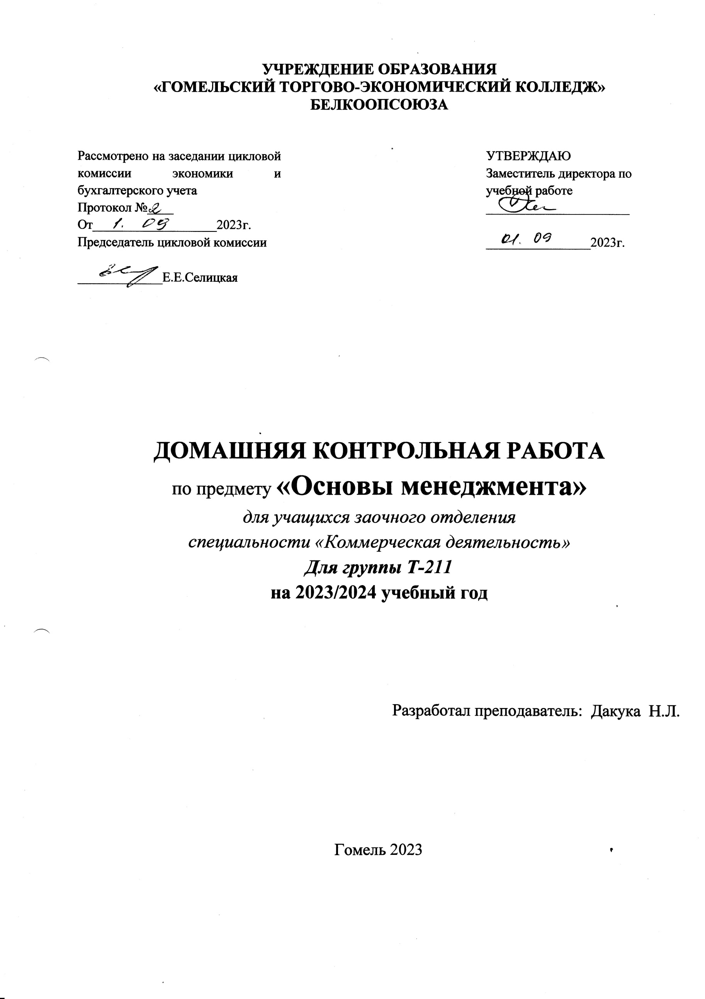 УЧРЕЖДЕНИЕ ОБРАЗОВАНИЯ
«ГОМЕЛЬСКИЙ ТОРГОВО-ЭКОНОМИЧЕСКИЙ КОЛЛЕДЖ»
БЕЛКООПСОЮЗА
Рассмотрено на заседании цикловой
комиссии экономики и
бухгалтерского учета
Протокол № 2
От 1. 09 2023г.
Председатель цикловой комиссии
Е.Е.Селицкая
УТВЕРЖДАЮ
Заместитель директора по
учебной работе
01. 09 2023г.
ДОМАШНЯЯ КОНТРОЛЬНАЯ РАБОТА
по предмету «Основы менеджмента»
для учащихся заочного отделения
специальности «Коммерческая деятельность»
Для группы Т-211
на 2023/2024 учебный год
Разработал преподаватель: Дакука Н.Л.
Гомель 2023